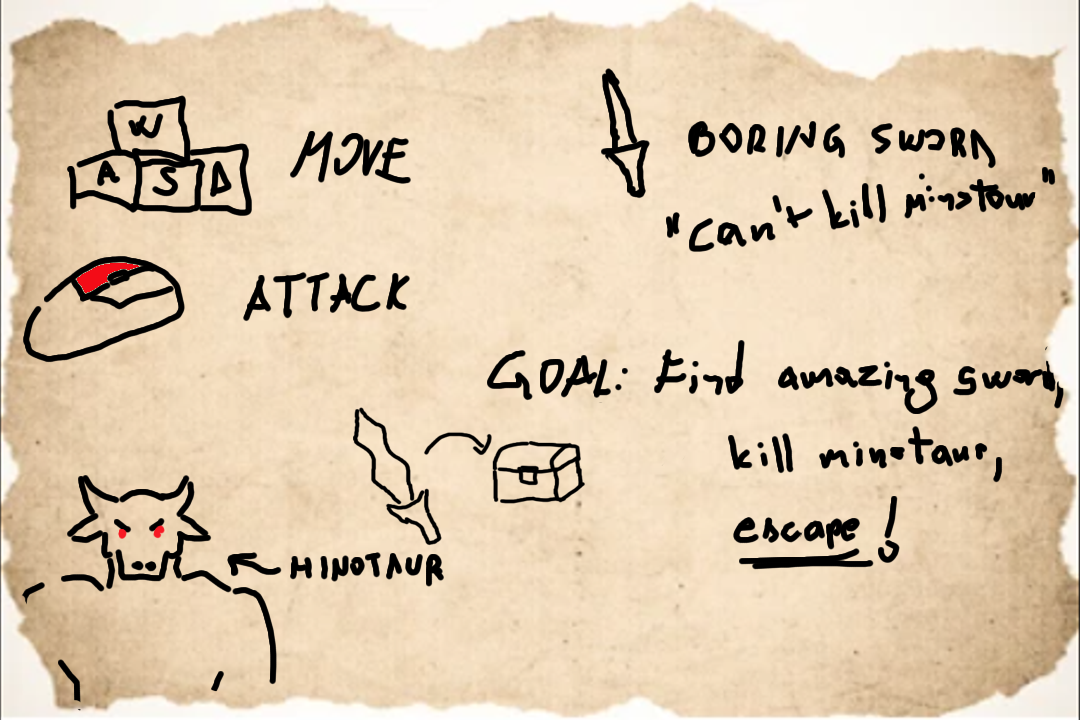 W
A S D
MOVE
ATTACK
BORING SWORD
"can't kill minotaur"
GOAL: Find amazing sword,
kill minotaur,
escape!
MINOTAUR